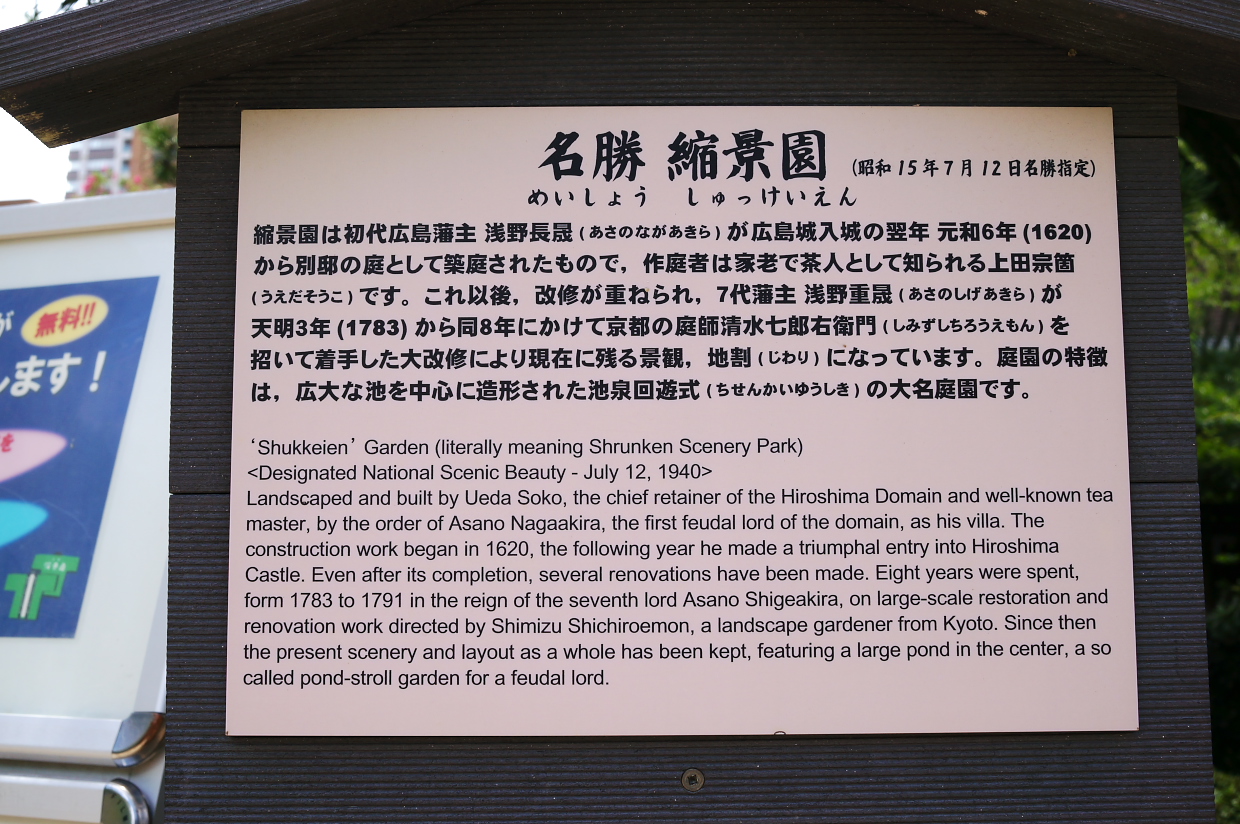 が 無料!!
します!
を
名勝 縮景園 (昭和15年7月12日名勝指定)
めいしょう しゅっけいえん
縮景園は初代広島藩主 浅野長晟(あさのながあきら)が広島城入城の翌年 元和6年(1620)
から別邸の庭として築庭されたもので，作庭者は家老で茶人として知られる上田宗箇
(うえだそうこ)です。これ以後，改修が重ねられ，7代藩主 浅野重晟(あさのしげあきら)が
天明3年(1783)から同8年にかけて京都の庭師清水七郎右衛門(しみずしちろうえもん)を
招いて着手した大改修により現在に残る景観，地割(じわり)になっています。庭園の特徴
は，広大な池を中心に造形された池泉回遊式(ちせんかいゆうしき)の大名庭園です。
‘Shukkeien’ Garden (literally meaning Shrunken Scenery Park)
<Designated National Scenic Beauty - July 12, 1940>
Landscaped and built by Ueda Soko, the chief retainer of the Hiroshima Domain and well-known tea
master, by the order of Asano Nagaakira, the first feudal lord of the domain, as his villa. The
construction work began in 1620, the following year he made a triumphal entry into Hiroshima
Castle. Even after its completion, several renovations have been made. Eight years were spent,
form 1783 to 1791 in the reign of the seventh lord Asano Shigeakira, on large-scale restoration and
renovation work directed by Shimizu Shichiroemon, a landscape gardener from Kyoto. Since then
the present scenery and layout as a whole has been kept, featuring a large pond in the center, a so
called pond-stroll garden for a feudal lord.